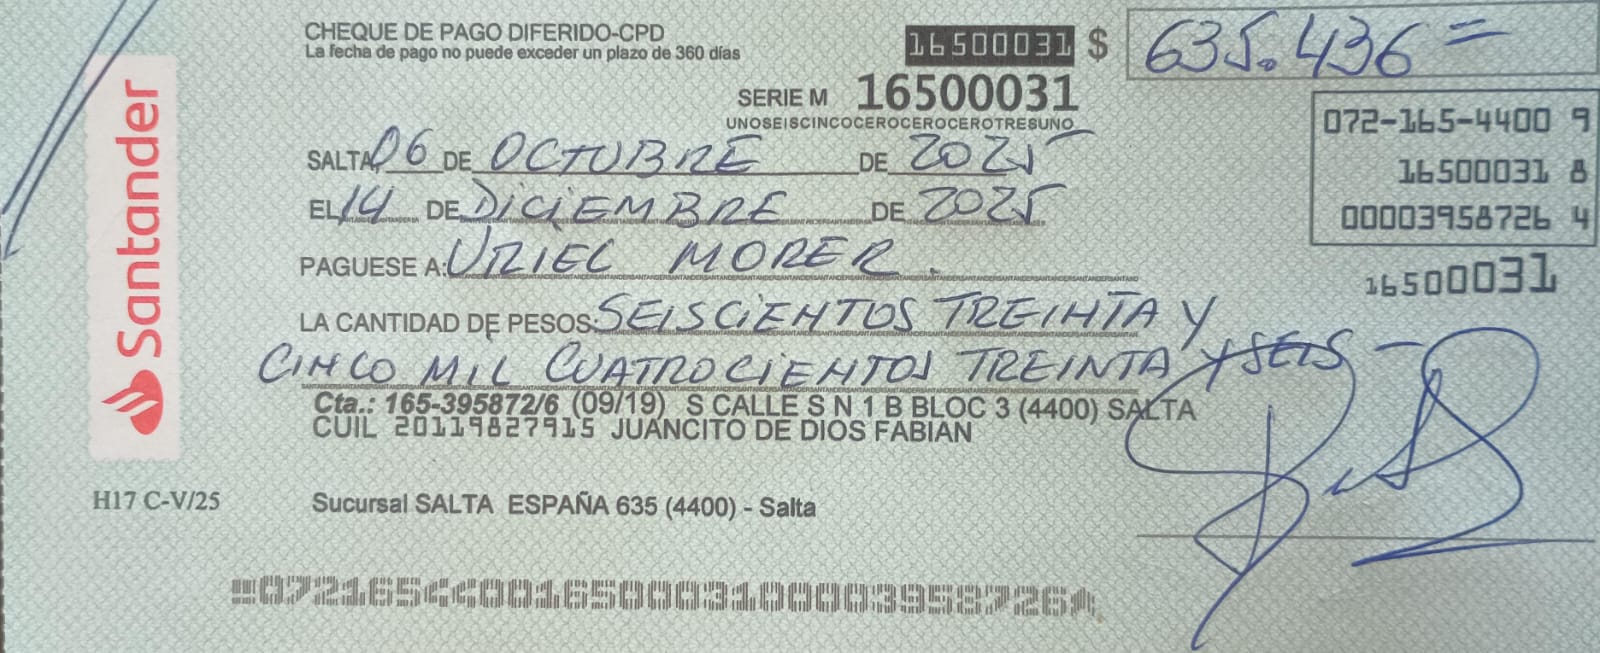 CHEQUE DE PAGO DIFERIDO-CPD
La fecha de pago no puede exceder un plazo de 360 días
16500031 $ 635.436=
SERIE M 16500031
UNOSEISCINCOCEROCEROCEROTRESUNO
072-165-4400 9
16500031 8
00003958726 4
16500031
SALTA, 06 DE OCTUBRE DE 2025
EL 14 DE DICIEMBRE DE 2025
PAGUESE A: URIEL MORER.
LA CANTIDAD DE PESOS: SEISCIENTOS TREINTA Y
CINCO MIL CUATROCIENTOS TREINTA Y SEIS —
Cta.: 165-395872/6 (09/19) S CALLE S N 1 B BLOC 3 (4400) SALTA
CUIL 20119827915 JUANCITO DE DIOS FABIAN
Santander
H17 C-V/25
Sucursal SALTA ESPAÑA 635 (4400) - Salta
07216544001650003100003958726